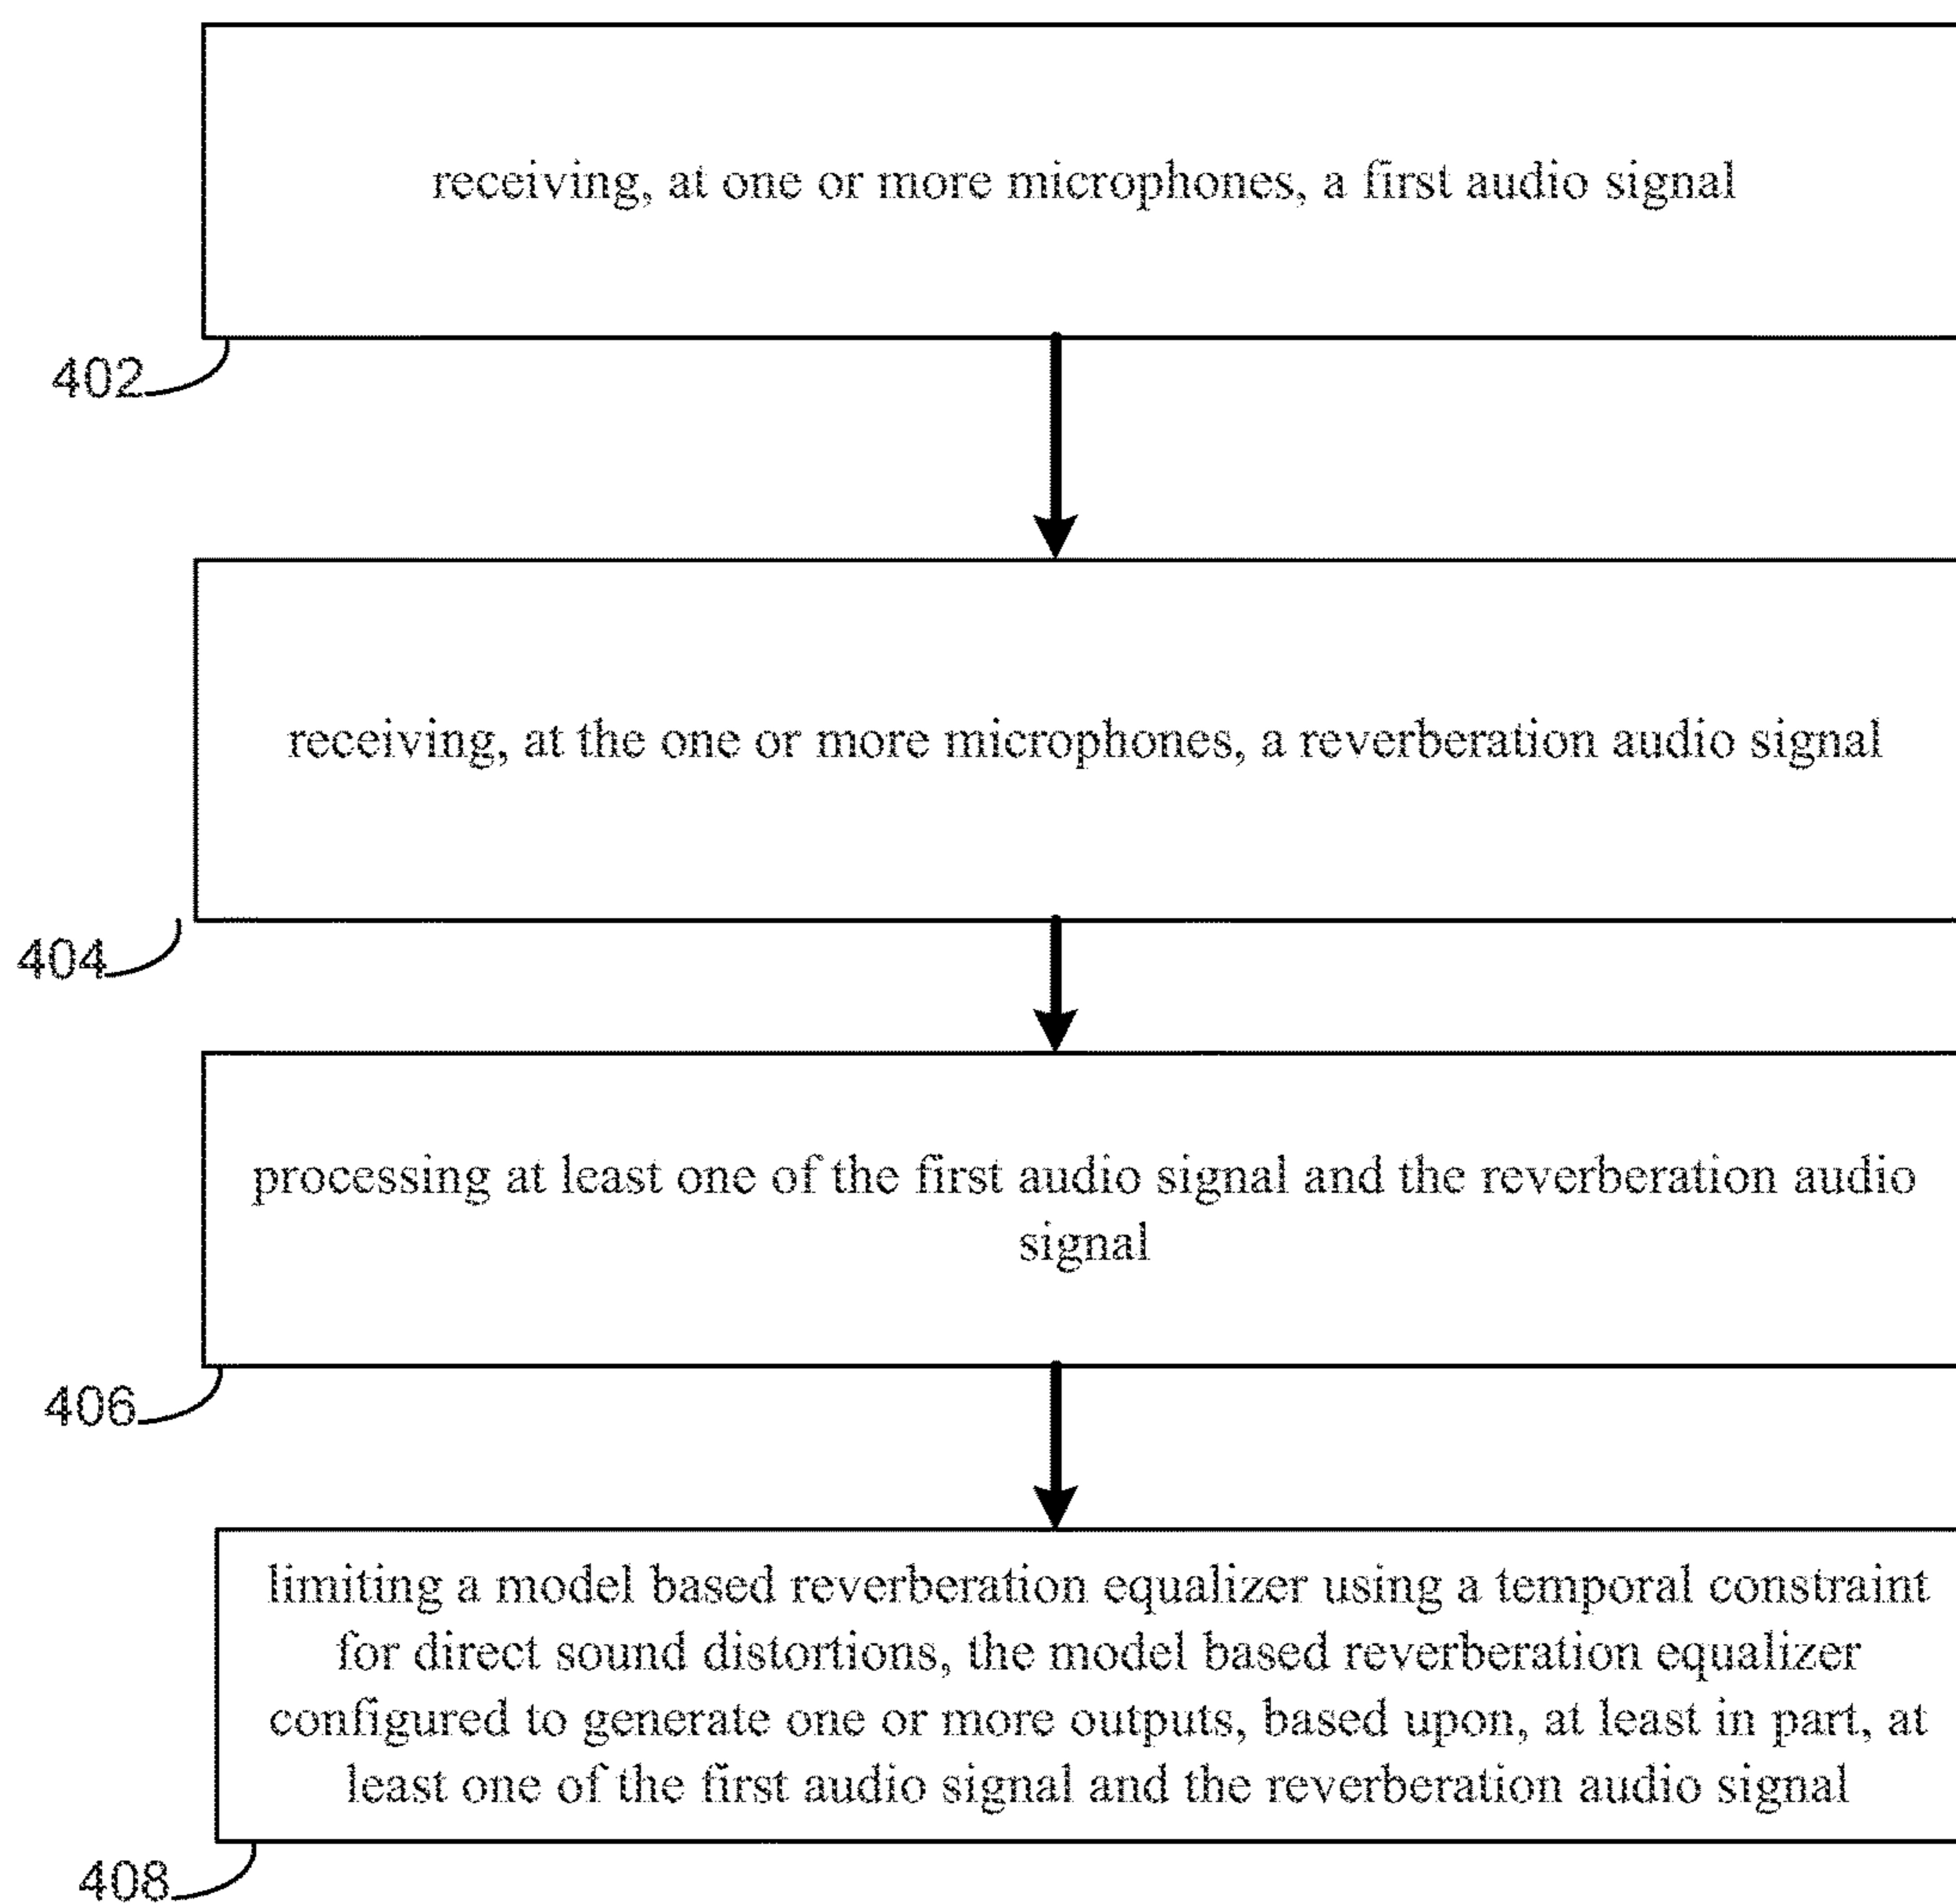 receiving, at one or more microphones, a first audio signal
402
receiving, at the one or more microphones, a reverberation audio signal
404
processing at least one of the first audio signal and the reverberation audio
signal
406
limiting a model based reverberation equalizer using a temporal constraint
for direct sound distortions, the model based reverberation equalizer
configured to generate one or more outputs, based upon, at least in part, at
least one of the first audio signal and the reverberation audio signal
408